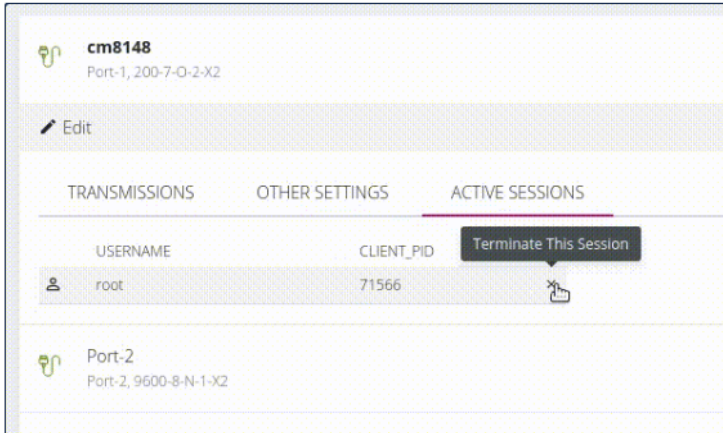 cm8148
Port-1, 200-7-O-2-X2
Edit
TRANSMISSIONS OTHER SETTINGS ACTIVE SESSIONS
Terminate This Session
USERNAME CLIENT_PID
root 71566
Port-2
Port-2, 9600-8-N-1-X2